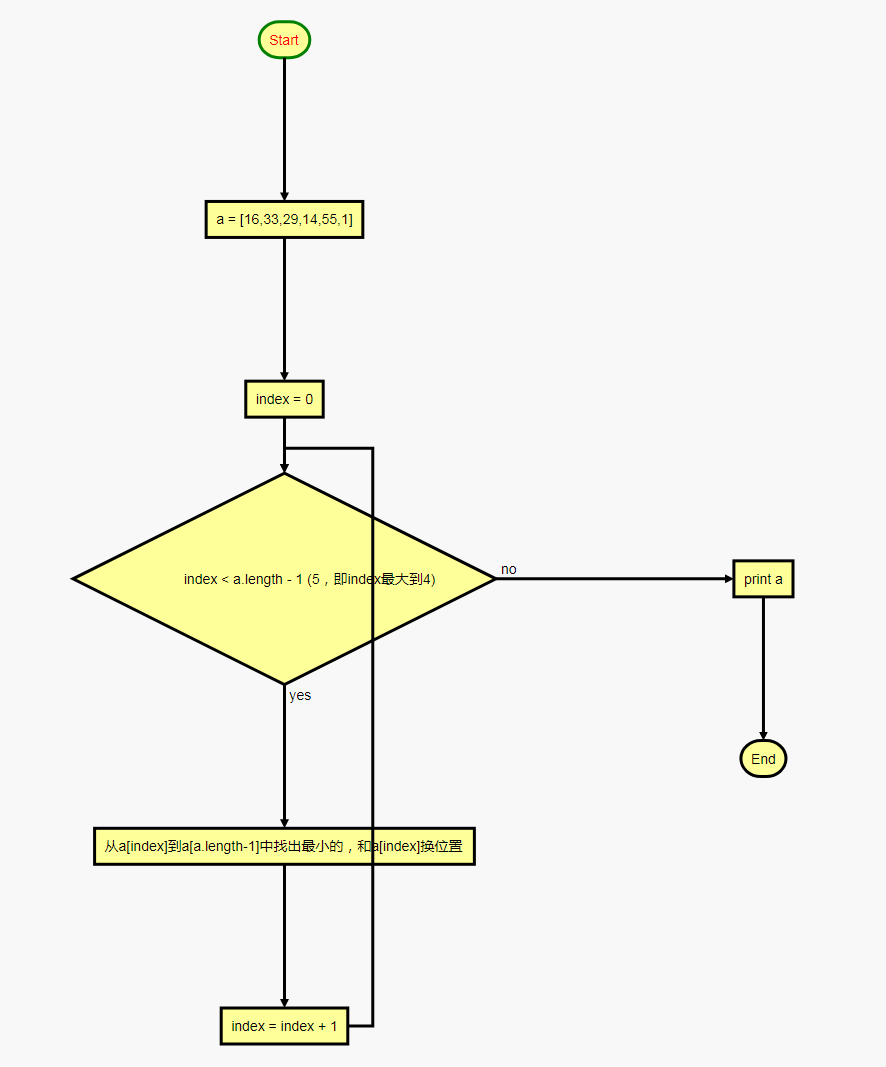 Start
a = [16,33,29,14,55,1]
index = 0
index < a.length - 1 (5，即index最大到4)
no
print a
yes
End
从a[index]到a[a.length-1]中找出最小的，和a[index]换位置
index = index + 1